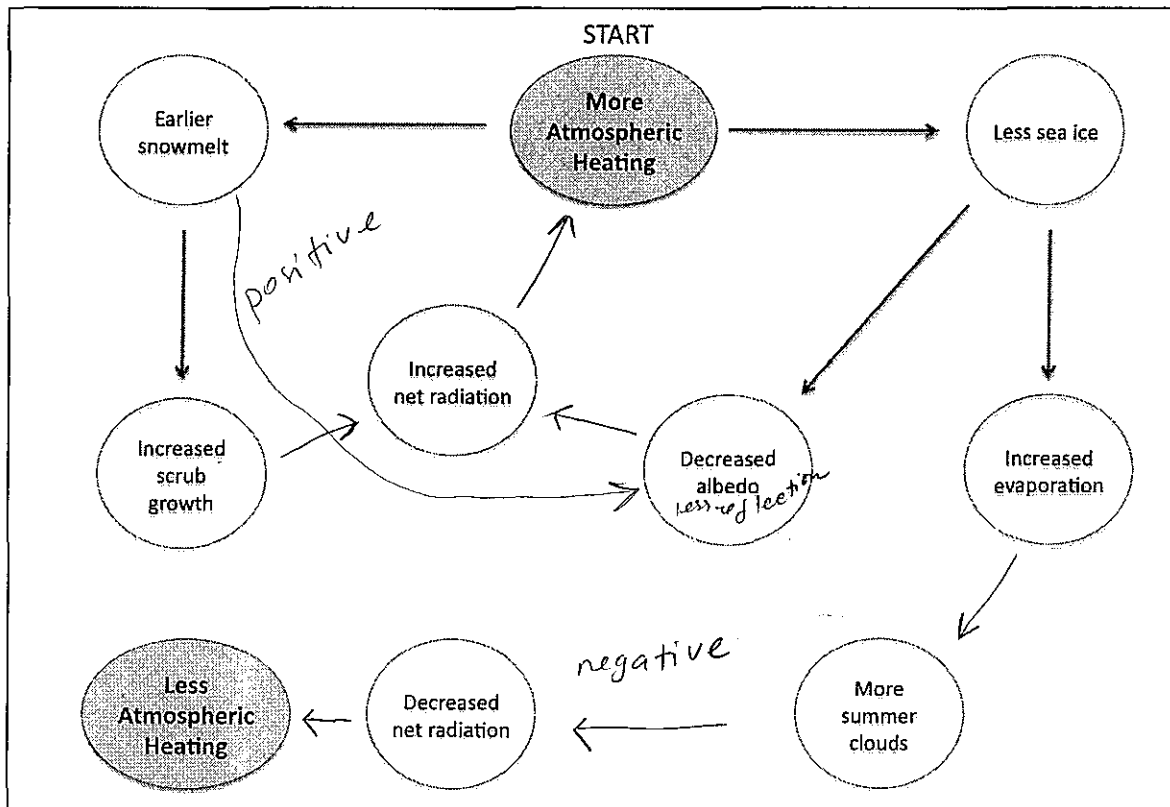 START
Earlier
snowmelt
More
Atmospheric
Heating
Less sea ice
positive
Increased
net radiation
Increased
scrub
growth
Decreased
albedo
less reflection
Increased
evaporation
Less
Atmospheric
Heating
Decreased
net radiation
negative
More
summer
clouds